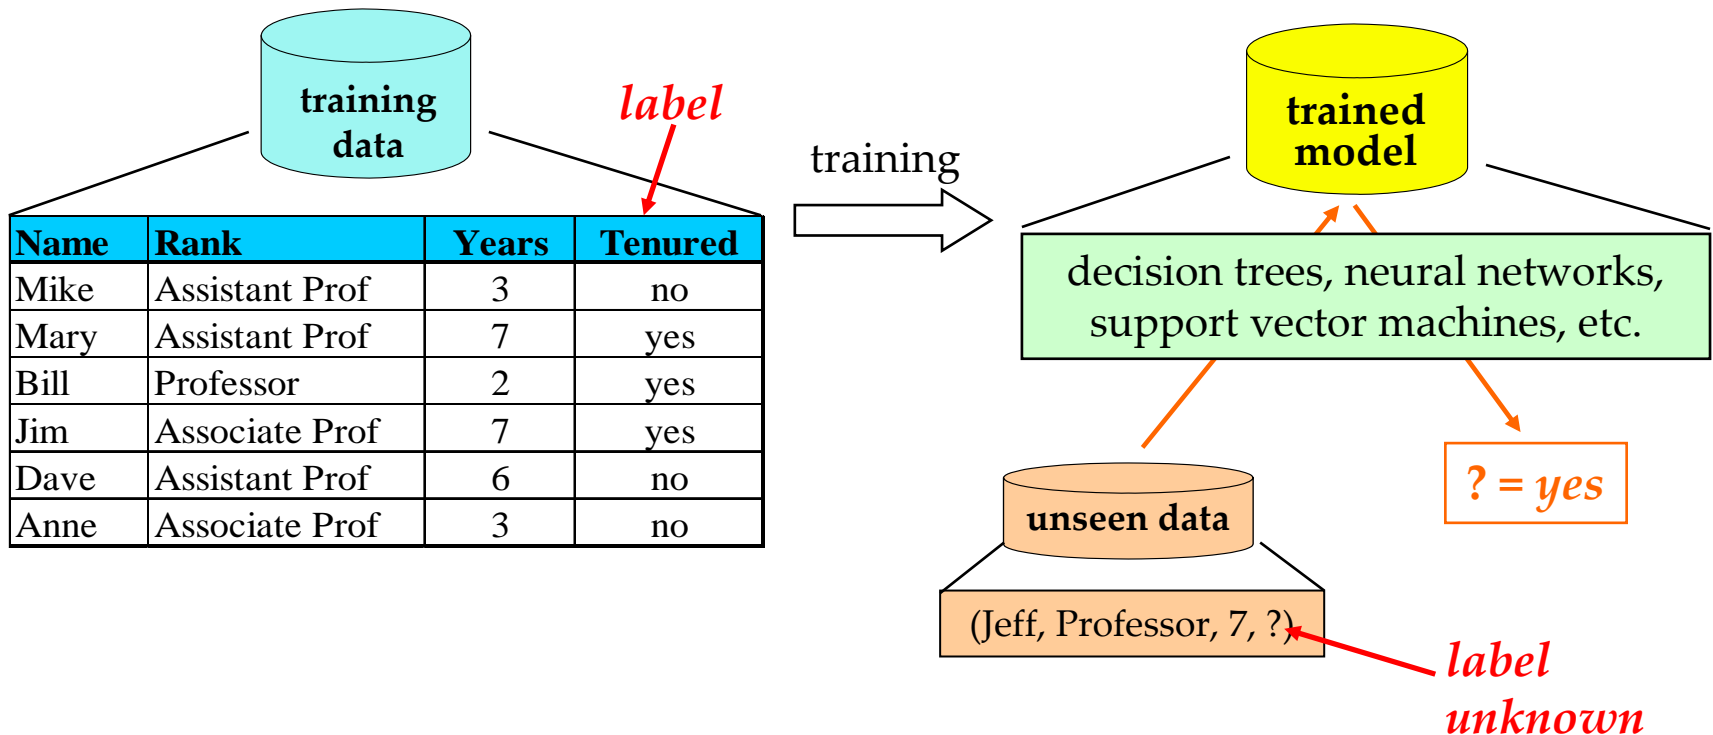 training
data
label
Name Rank Years Tenured
Mike Assistant Prof 3 no
Mary Assistant Prof 7 yes
Bill Professor 2 yes
Jim Associate Prof 7 yes
Dave Assistant Prof 6 no
Anne Associate Prof 3 no
training
trained
model
decision trees, neural networks,
support vector machines, etc.
unseen data
(Jeff, Professor, 7, ?)
label
unknown
? = yes